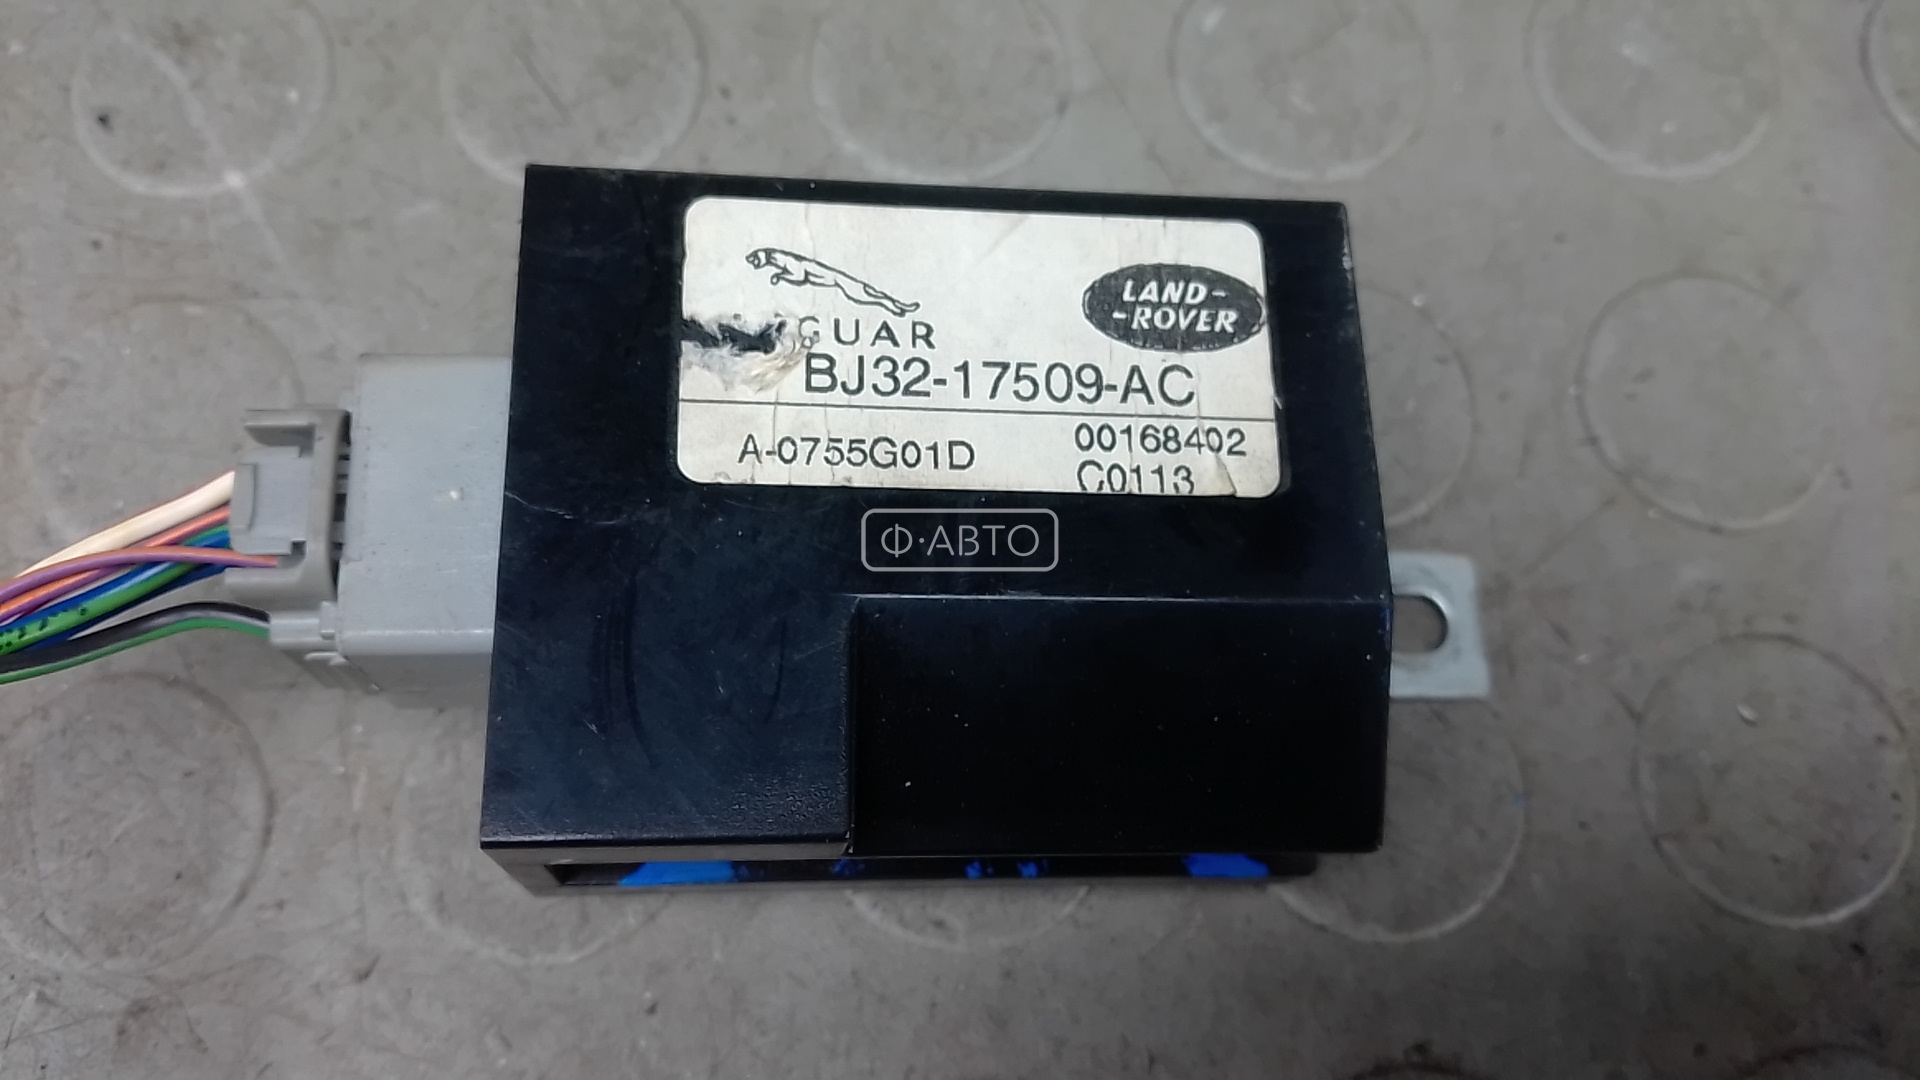 GUAR
LAND-
-ROVER
BJ32-17509-AC
A-0755G01D
00168402
C0113
Ф·АВТО